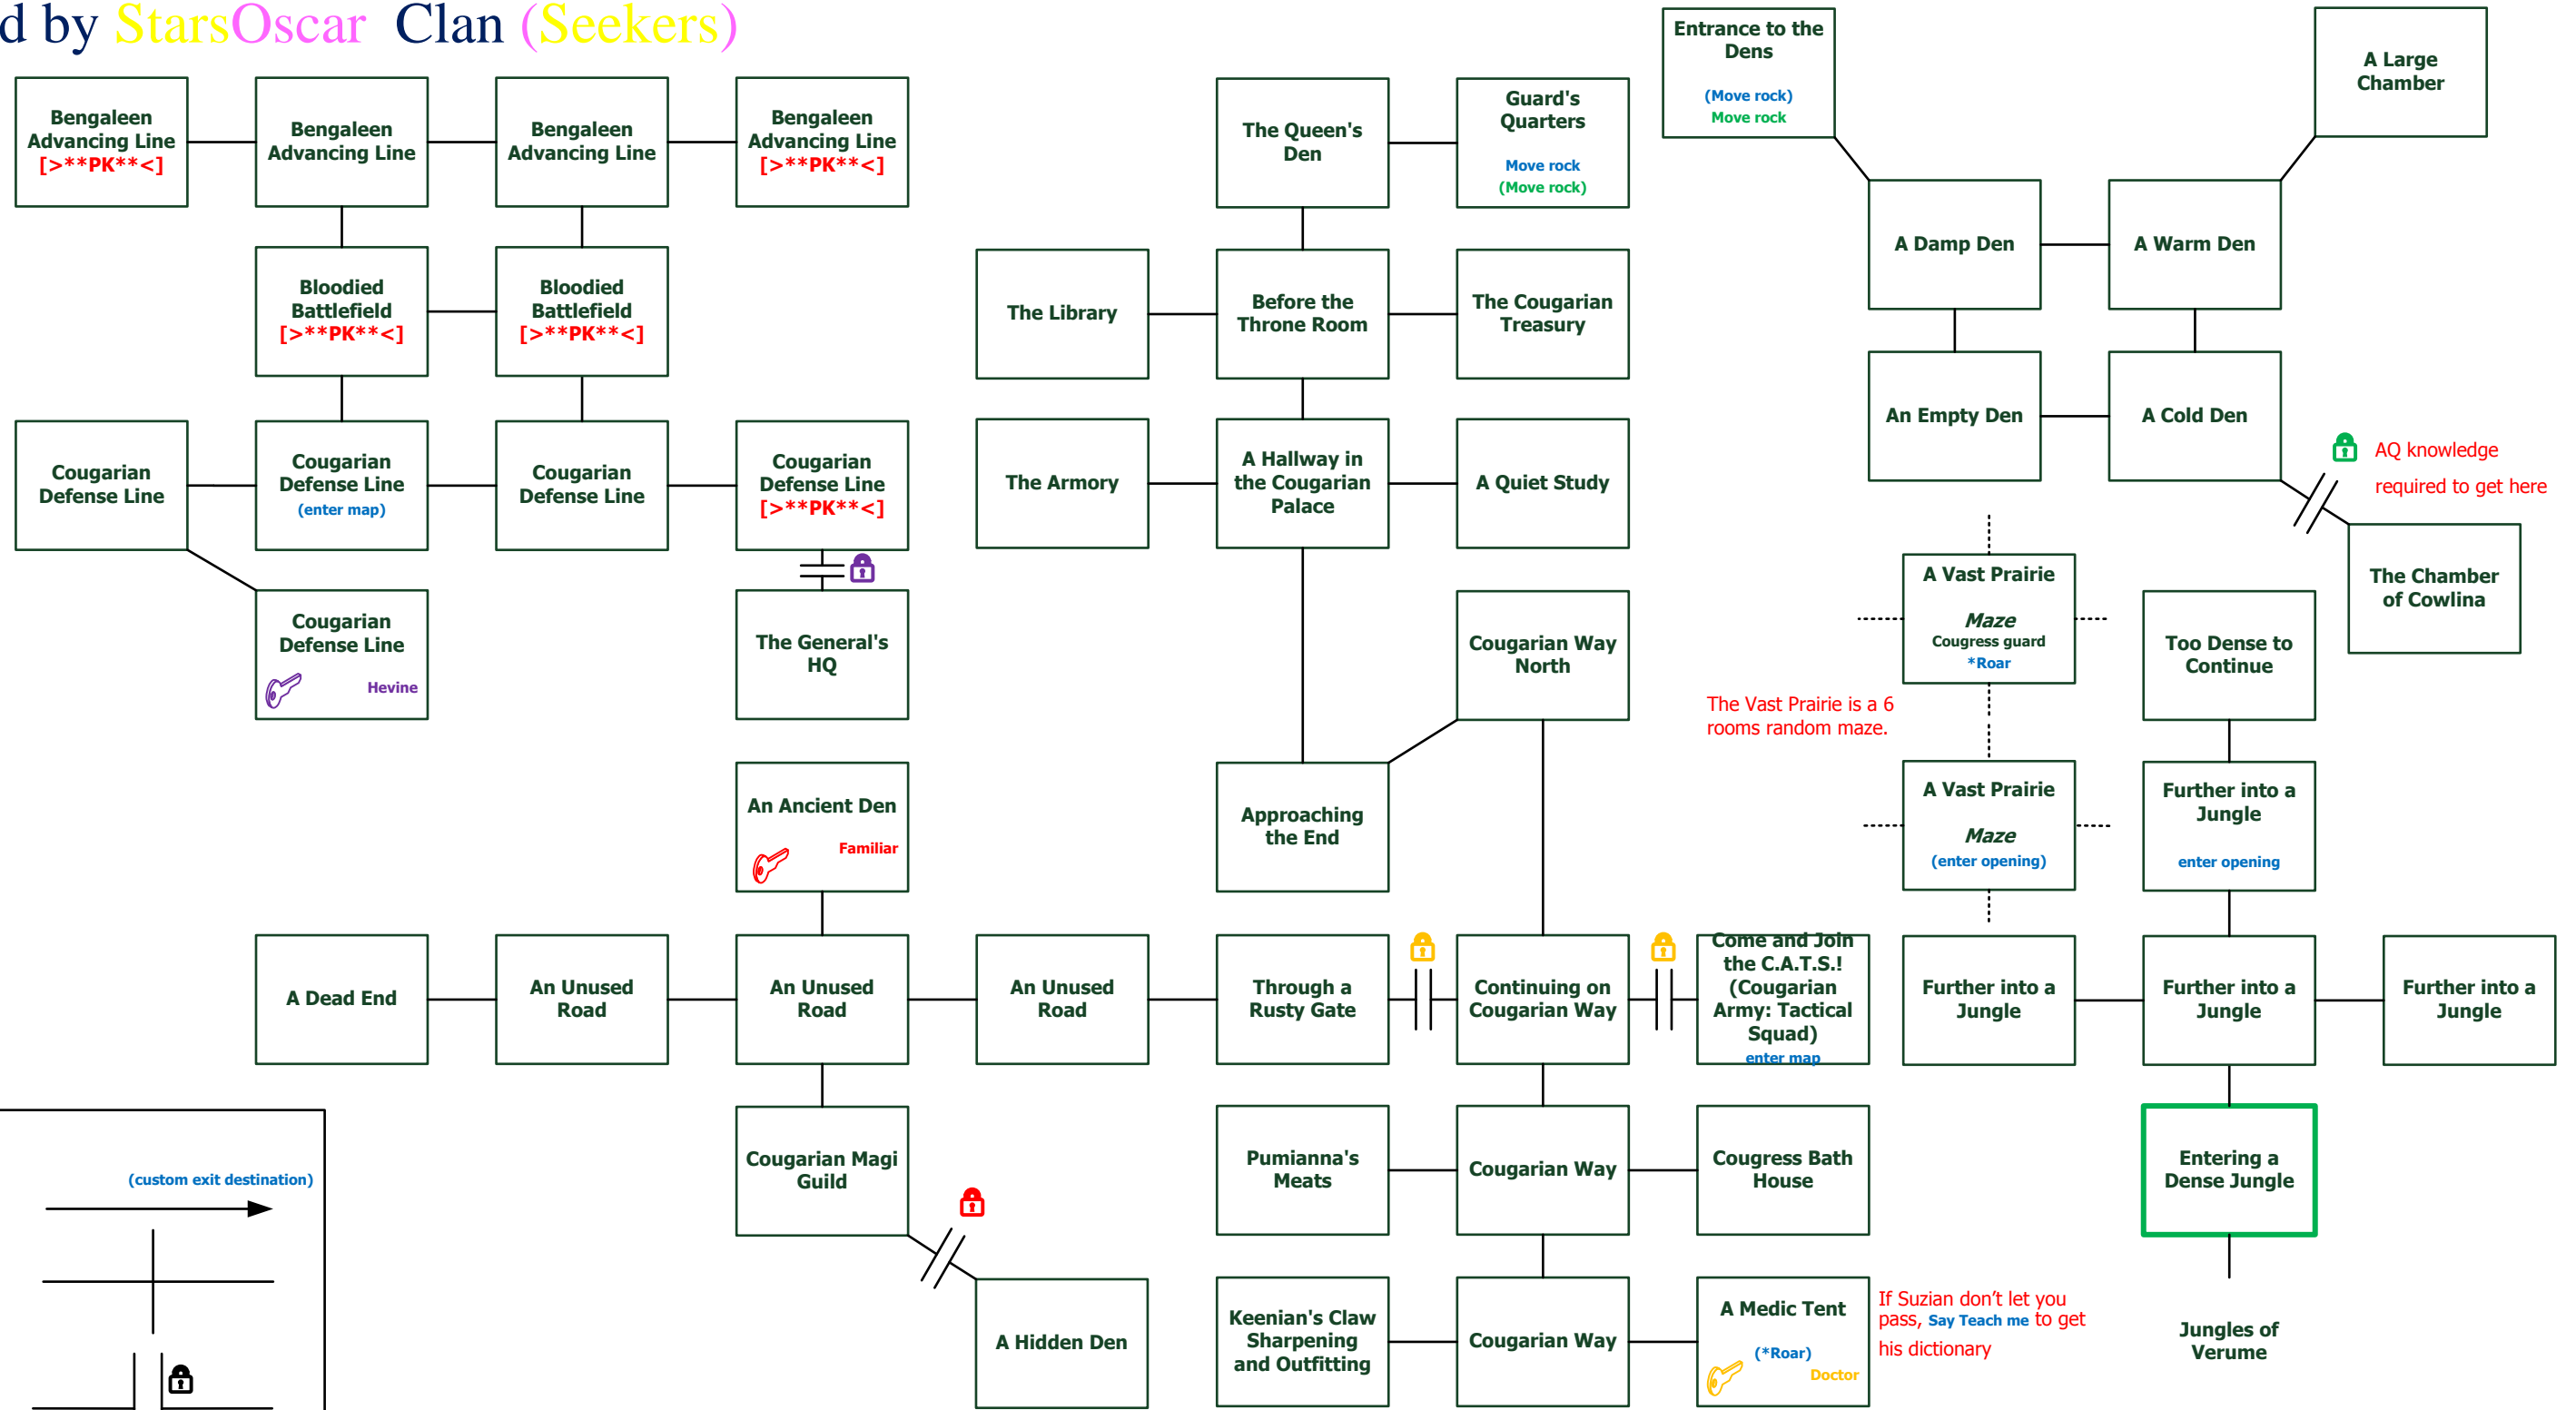 d by StarsOscar Clan (Seekers)
Bengaleen
Advancing Line
[>**PK**<]
Bengaleen
Advancing Line
Bengaleen
Advancing Line
Bengaleen
Advancing Line
[>**PK**<]
The Queen's
Den
Guard's
Quarters
Move rock
(Move rock)
Entrance to the
Dens
(Move rock)
Move rock
A Large
Chamber
Bloodied
Battlefield
[>**PK**<]
Bloodied
Battlefield
[>**PK**<]
The Library
Before the
Throne Room
The Cougarian
Treasury
A Damp Den
A Warm Den
Cougarian
Defense Line
Cougarian
Defense Line
(enter map)
Cougarian
Defense Line
Cougarian
Defense Line
[>**PK**<]
The Armory
A Hallway in
the Cougarian
Palace
A Quiet Study
An Empty Den
A Cold Den
AQ knowledge
required to get here
Cougarian
Defense Line
Hevine
The General's
HQ
Cougarian Way
North
A Vast Prairie
Maze
Cougress guard
*Roar
The Chamber
of Cowlina
Too Dense to
Continue
The Vast Prairie is a 6
rooms random maze.
An Ancient Den
Familiar
Approaching
the End
A Vast Prairie
Maze
(enter opening)
Further into a
Jungle
enter opening
A Dead End
An Unused
Road
An Unused
Road
An Unused
Road
Through a
Rusty Gate
Continuing on
Cougarian Way
Come and Join
the C.A.T.S.!
(Cougarian
Army: Tactical
Squad)
enter map
Further into a
Jungle
Further into a
Jungle
Further into a
Jungle
(custom exit destination)
Cougarian Magi
Guild
Pumianna's
Meats
Cougarian Way
Cougress Bath
House
Entering a
Dense Jungle
A Hidden Den
Keenian's Claw
Sharpening
and Outfitting
Cougarian Way
A Medic Tent
(*Roar)
Doctor
If Suzian don't let you
pass, Say Teach me to get
his dictionary
Jungles of
Verume